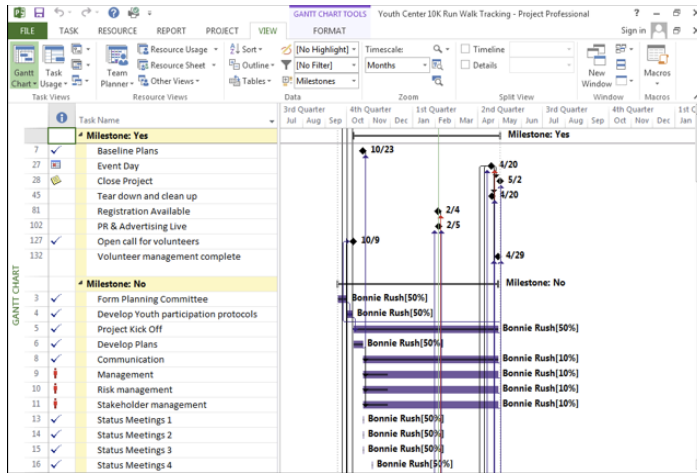 GANTT CHART TOOLS Youth Center 10K Run Walk Tracking - Project Professional
FILE TASK RESOURCE REPORT PROJECT VIEW FORMAT Sign in
Gantt Chart Task Usage Team Planner Resource Usage Sort [No Highlight] Timescale: Timeline New Window Macros
Resource Sheet Outline [No Filter] Months Details
Other Views Tables Milestones
Task Views Resource Views Data Zoom Split View Window Macros
3rd Quarter 4th Quarter 1st Quarter 2nd Quarter 3rd Quarter 4th Quarter 1st C
Task Name Jul Aug Sep Oct Nov Dec Jan Feb Mar Apr May Jun Jul Aug Sep Oct Nov Dec Jan
Milestone: Yes Milestone: Yes
7 Baseline Plans 10/23
27 Event Day 4/20
28 Close Project 5/2
45 Tear down and clean up 4/20
81 Registration Available 2/4
102 PR & Advertising Live 2/5
127 Open call for volunteers 10/9
132 Volunteer management complete 4/29
Milestone: No Milestone: No
3 Form Planning Committee Bonnie Rush[50%]
4 Develop Youth participation protocols Bonnie Rush[50%]
5 Project Kick Off Bonnie Rush[50%]
6 Develop Plans Bonnie Rush[50%]
8 Communication Bonnie Rush[10%]
9 Management Bonnie Rush[10%]
10 Risk management Bonnie Rush[10%]
11 Stakeholder management Bonnie Rush[10%]
13 Status Meetings 1 Bonnie Rush[50%]
14 Status Meetings 2 Bonnie Rush[50%]
15 Status Meetings 3 Bonnie Rush[50%]
16 Status Meetings 4 Bonnie Rush[50%]
GANTT CHART